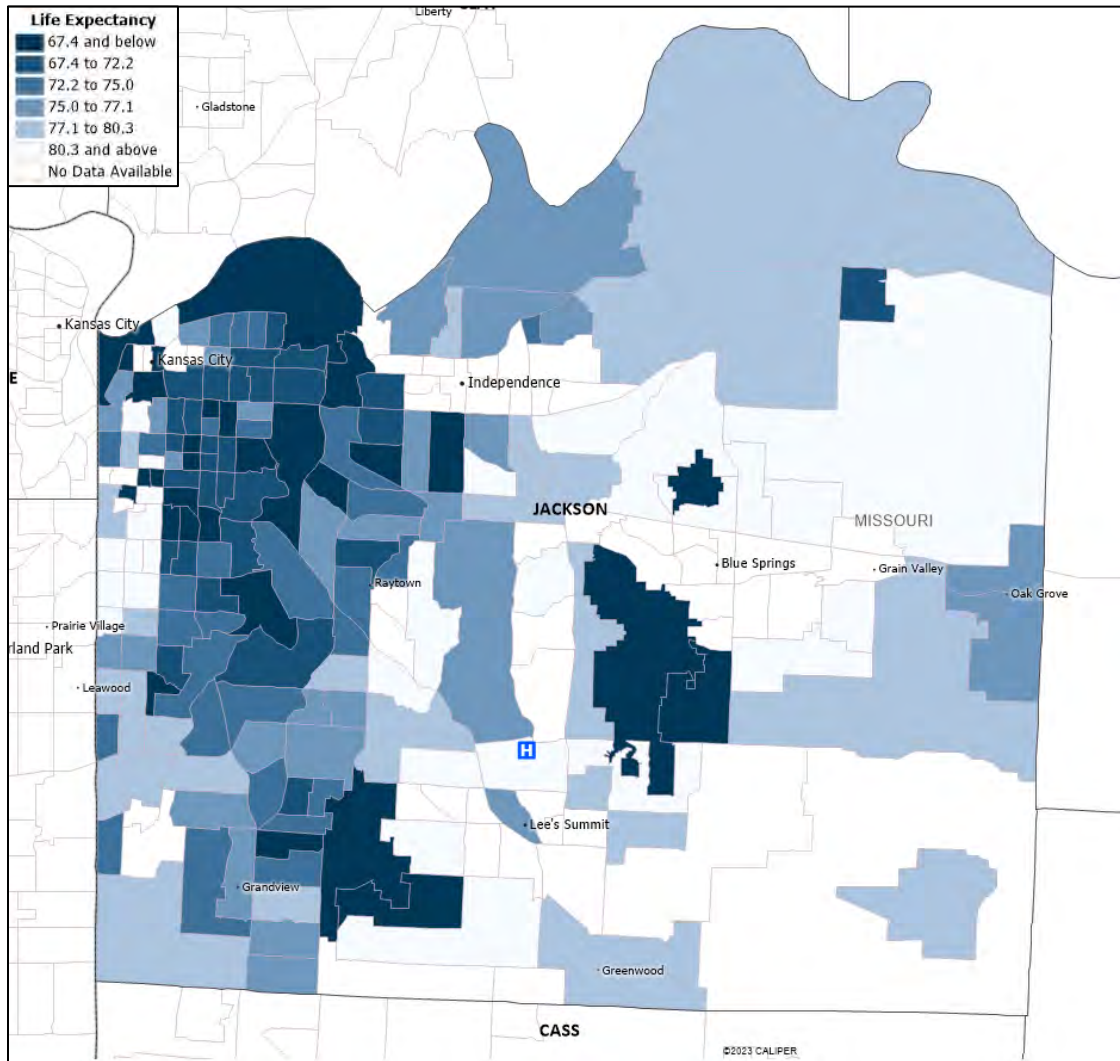 Life Expectancy
67.4 and below
67.4 to 72.2
72.2 to 75.0
75.0 to 77.1
77.1 to 80.3
80.3 and above
No Data Available
Liberty
Gladstone
Kansas City
Kansas City
E
Independence
JACKSON
MISSOURI
Blue Springs
Grain Valley
Raytown
Oak Grove
Prairie Village
rland Park
Leawood
H
Lee's Summit
Grandview
Greenwood
CASS
©2023 CALIPER